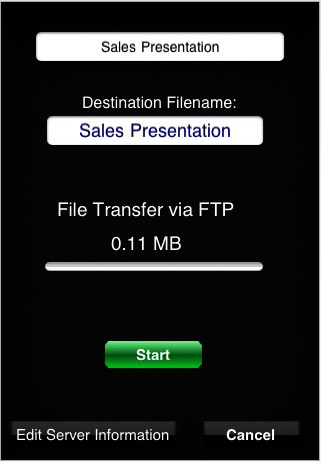 Sales Presentation
Destination Filename:
Sales Presentation
File Transfer via FTP
0.11 MB
Start
Edit Server Information
Cancel